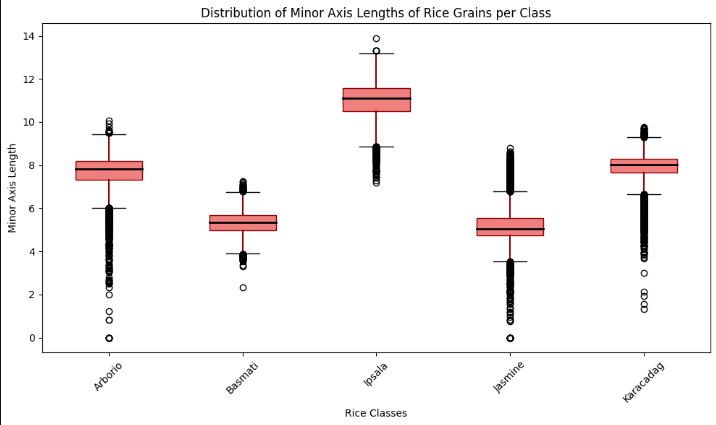 Distribution of Minor Axis Lengths of Rice Grains per Class
Minor Axis Length
14
12
10
8
6
4
2
0
Arborio
Basmati
Ipsala
Jasmine
Karacadag
Rice Classes